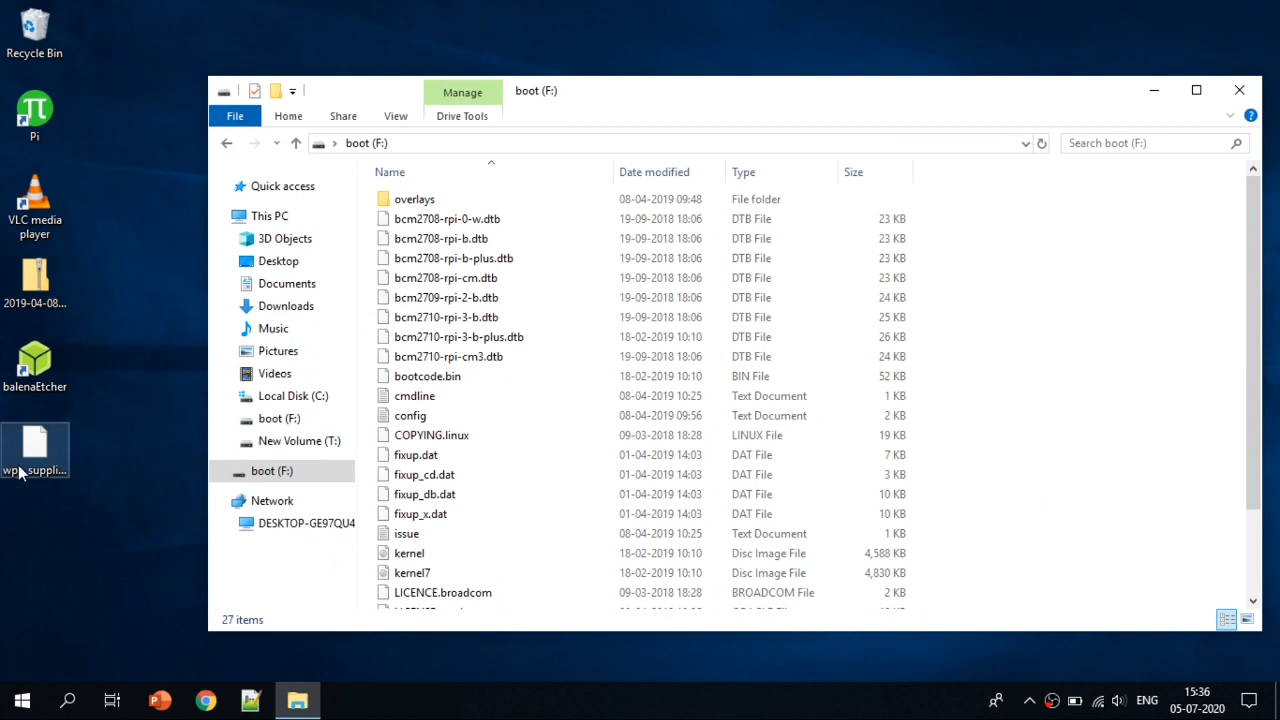 Recycle Bin
Pi
VLC media
player
2019-04-08...
balenaEtcher
Manage
boot (F:)
File
Home
Share
View
Drive Tools
boot (F:)
Search boot (F:)
Quick access
This PC
3D Objects
Desktop
Documents
Downloads
Music
Pictures
Videos
Local Disk (C:)
boot (F:)
New Volume (T:)
boot (F:)
Network
DESKTOP-GE97QU4
Name Date modified Type Size
overlays 08-04-2019 09:48 File folder
bcm2708-rpi-0-w.dtb 19-09-2018 18:06 DTB File 23 KB
bcm2708-rpi-b.dtb 19-09-2018 18:06 DTB File 23 KB
bcm2708-rpi-b-plus.dtb 19-09-2018 18:06 DTB File 23 KB
bcm2708-rpi-cm.dtb 19-09-2018 18:06 DTB File 23 KB
bcm2709-rpi-2-b.dtb 19-09-2018 18:06 DTB File 24 KB
bcm2710-rpi-3-b.dtb 19-09-2018 18:06 DTB File 25 KB
bcm2710-rpi-3-b-plus.dtb 18-02-2019 10:10 DTB File 26 KB
bcm2710-rpi-cm3.dtb 19-09-2018 18:06 DTB File 24 KB
bootcode.bin 18-02-2019 10:10 BIN File 52 KB
cmdline 08-04-2019 10:25 Text Document 1 KB
config 08-04-2019 09:56 Text Document 2 KB
COPYING.linux 09-03-2018 18:28 LINUX File 19 KB
fixup.dat 01-04-2019 14:03 DAT File 7 KB
fixup_cd.dat 01-04-2019 14:03 DAT File 3 KB
fixup_db.dat 01-04-2019 14:03 DAT File 10 KB
fixup_x.dat 01-04-2019 14:03 DAT File 10 KB
issue 08-04-2019 10:25 Text Document 1 KB
kernel 18-02-2019 10:10 Disc Image File 4,588 KB
kernel7 18-02-2019 10:10 Disc Image File 4,830 KB
LICENCE.broadcom 09-03-2018 18:28 BROADCOM File 2 KB
27 items
ENG
15:36
05-07-2020